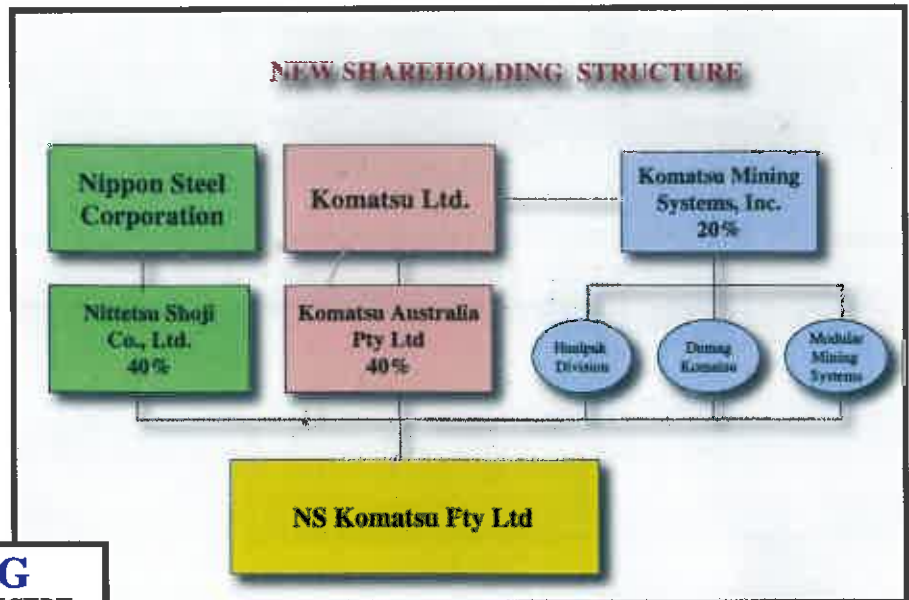 NEW SHAREHOLDING STRUCTURE
Nippon Steel
Corporation
Komatsu Ltd.
Komatsu Mining
Systems, Inc.
20%
Nittetsu Shoji
Co., Ltd.
40%
Komatsu Australia
Pty Ltd
40%
Haulpak
Division
Demag
Komatsu
Modular
Mining
Systems
NS Komatsu Pty Ltd
G